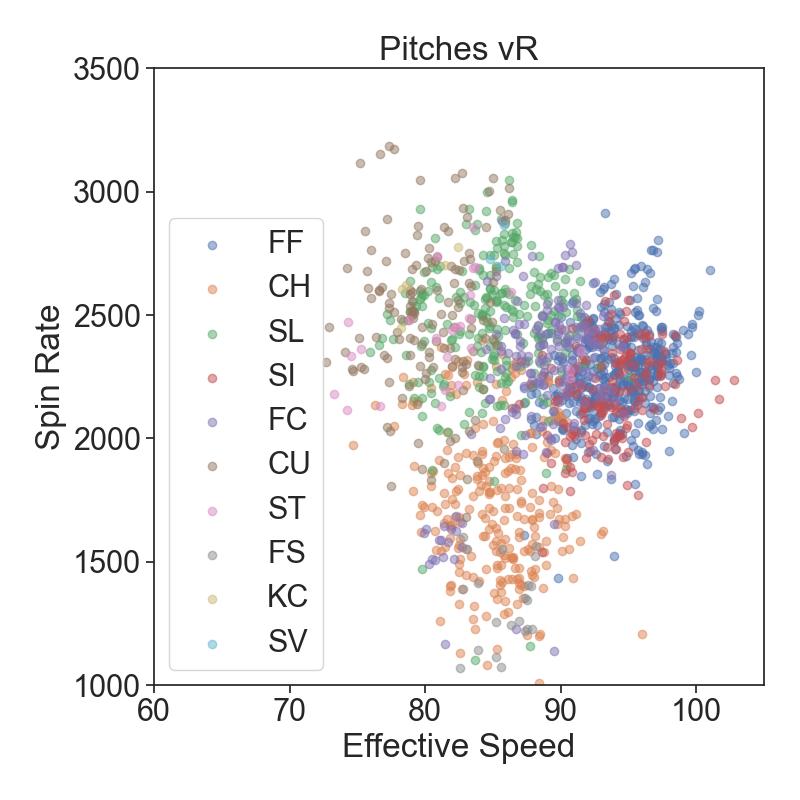 Pitches vR
3500
3000
2500
2000
1500
1000
Spin Rate
FF
CH
SL
SI
FC
CU
ST
FS
KC
SV
60 70 80 90 100
Effective Speed